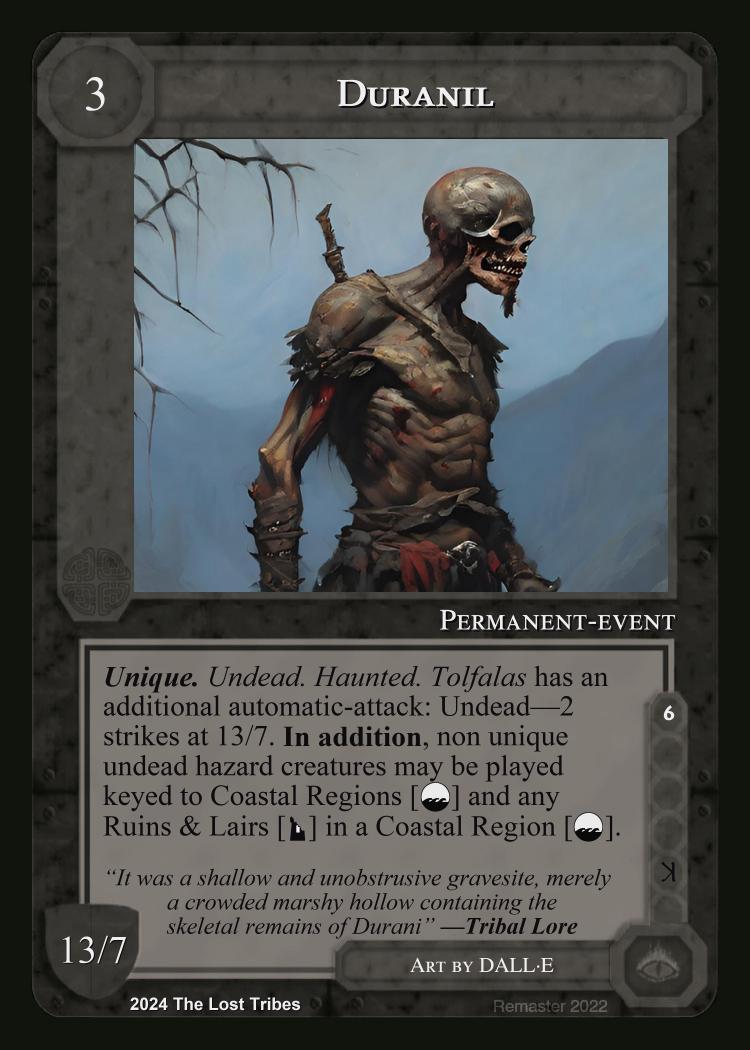 3
DURANIL
PERMANENT-EVENT
Unique. Undead. Haunted. Tolfalas has an
additional automatic-attack: Undead—2
strikes at 13/7. In addition, non unique
undead hazard creatures may be played
keyed to Coastal Regions [ ] and any
Ruins & Lairs [ ] in a Coastal Region [ ].
6
“It was a shallow and unobstrusive gravesite, merely
a crowded marshy hollow containing the
skeletal remains of Durani” —Tribal Lore
13/7
ART BY DALL·E
2024 The Lost Tribes
Remaster 2022